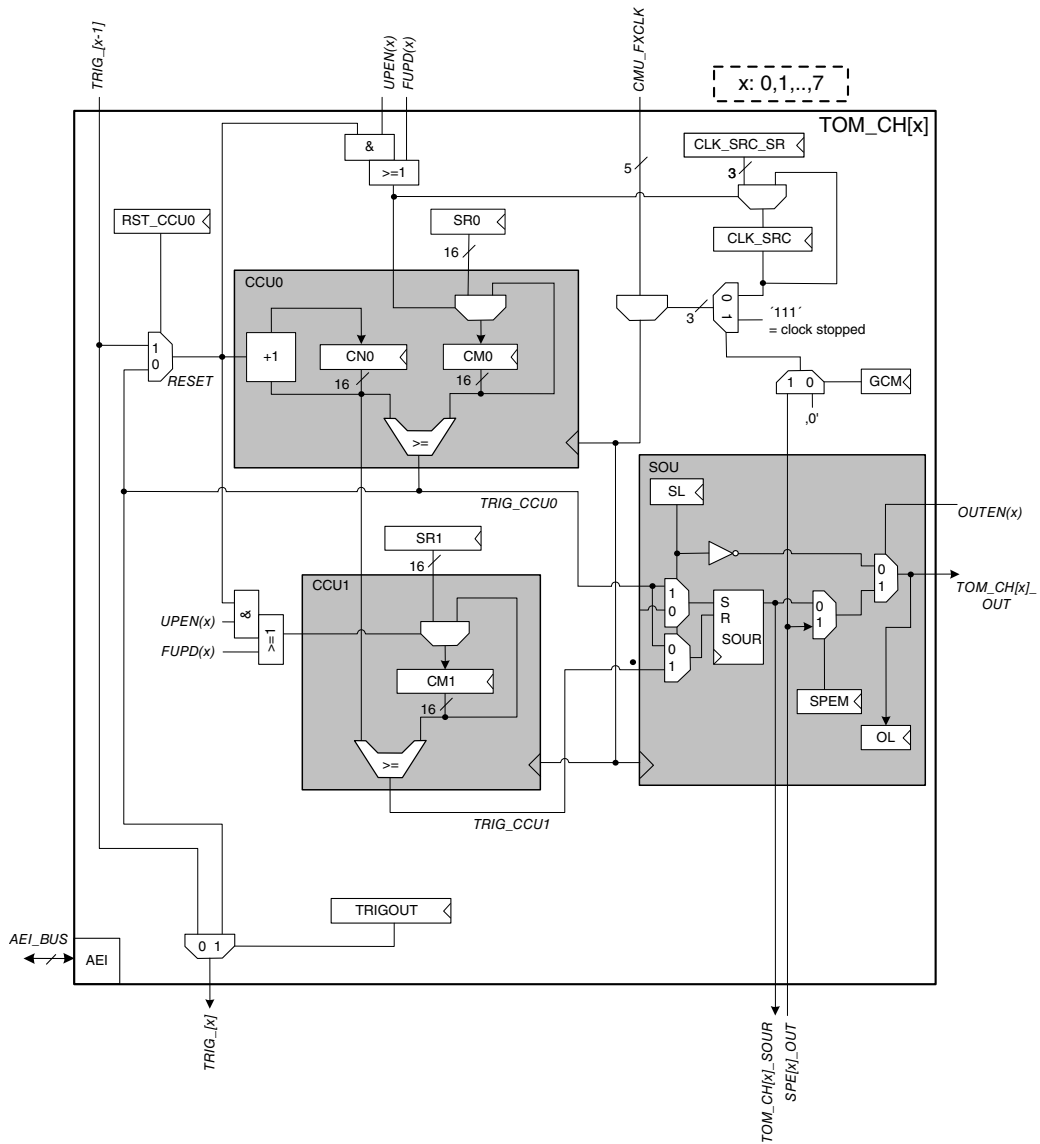 TRIG_[x-1]
UPEN(x)
FUPD(x)
CMU_FXCLK
x: 0,1,..,7
TOM_CH[x]
&
>=1
5
CLK_SRC_SR
3
RST_CCU0
SR0
16
CLK_SRC
CCU0
0
1
´111´
= clock stopped
3
1
0
RESET
+1
CN0
CM0
16
16
1 0
GCM
,0'
>=
TRIG_CCU0
SOU
SL
OUTEN(x)
SR1
16
CCU1
0
1
TOM_CH[x]_
OUT
1
0
S
R
SOUR
0
1
UPEN(x)
&
FUPD(x)
>=1
0
1
CM1
16
SPEM
OL
>=
TRIG_CCU1
TRIGOUT
AEI_BUS
AEI
0 1
TRIG_[x]
TOM_CH[x]_SOUR
SPE[x]_OUT